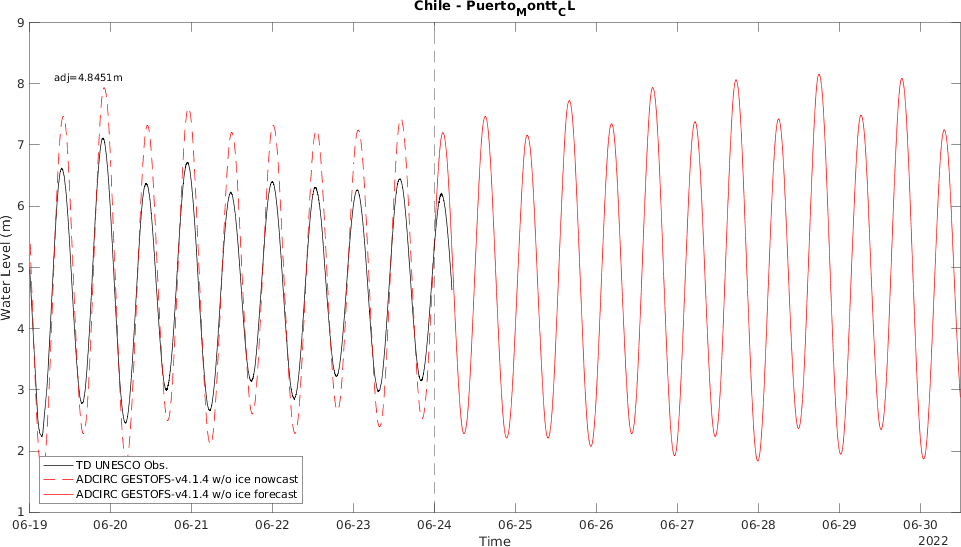 Chile - Puerto_Montt_CL
9
8
7
6
5
4
3
2
1
Water Level (m)
adj=4.8451m
TD UNESCO Obs.
ADCIRC GESTOFS-v4.1.4 w/o ice nowcast
ADCIRC GESTOFS-v4.1.4 w/o ice forecast
06-19 06-20 06-21 06-22 06-23 06-24 06-25 06-26 06-27 06-28 06-29 06-30
Time
2022